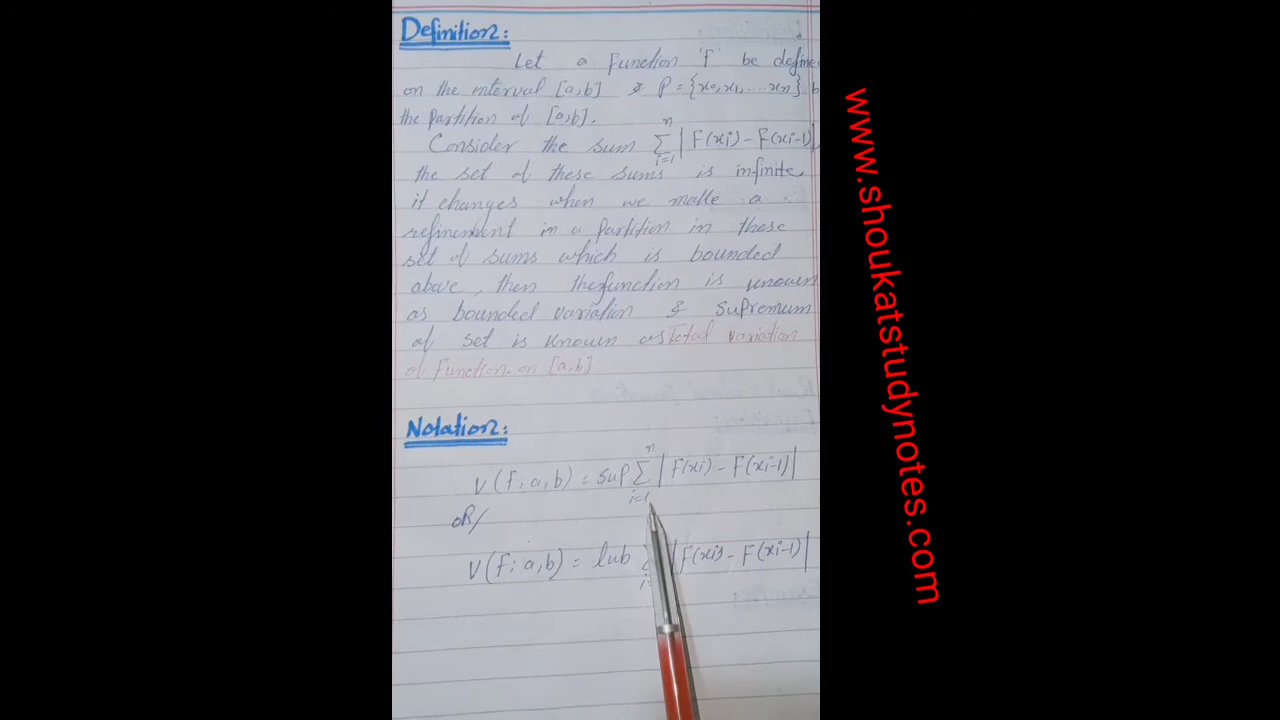 Definition:
Let a function 'f' be define
on the interval [a,b] & P = {x0, x1, .... xn} b
the partition of [a,b].
Consider the sum n∑i=1 | F(xi) - F(xi-1)|
the set of these sums is infinite,
it changes when we make a
refinement in a partition in these
set of sums which is bounded
above, then the function is known
as bounded variation & supremum
of set is known as Total variation
of Function on [a,b]
Notation:
V(f; a,b) = sup n∑i=1 | F(xi) - F(xi-1)|
OR/
V(f; a,b) = lub ∑i= | F(xi) - F(xi-1)|
www.shoukatstudynotes.com